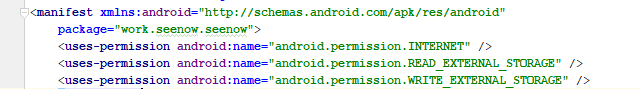 <manifest xmlns:android="http://schemas.android.com/apk/res/android"
package="work.seenow.seenow">
<uses-permission android:name="android.permission.INTERNET" />
<uses-permission android:name="android.permission.READ_EXTERNAL_STORAGE" />
<uses-permission android:name="android.permission.WRITE_EXTERNAL_STORAGE" />